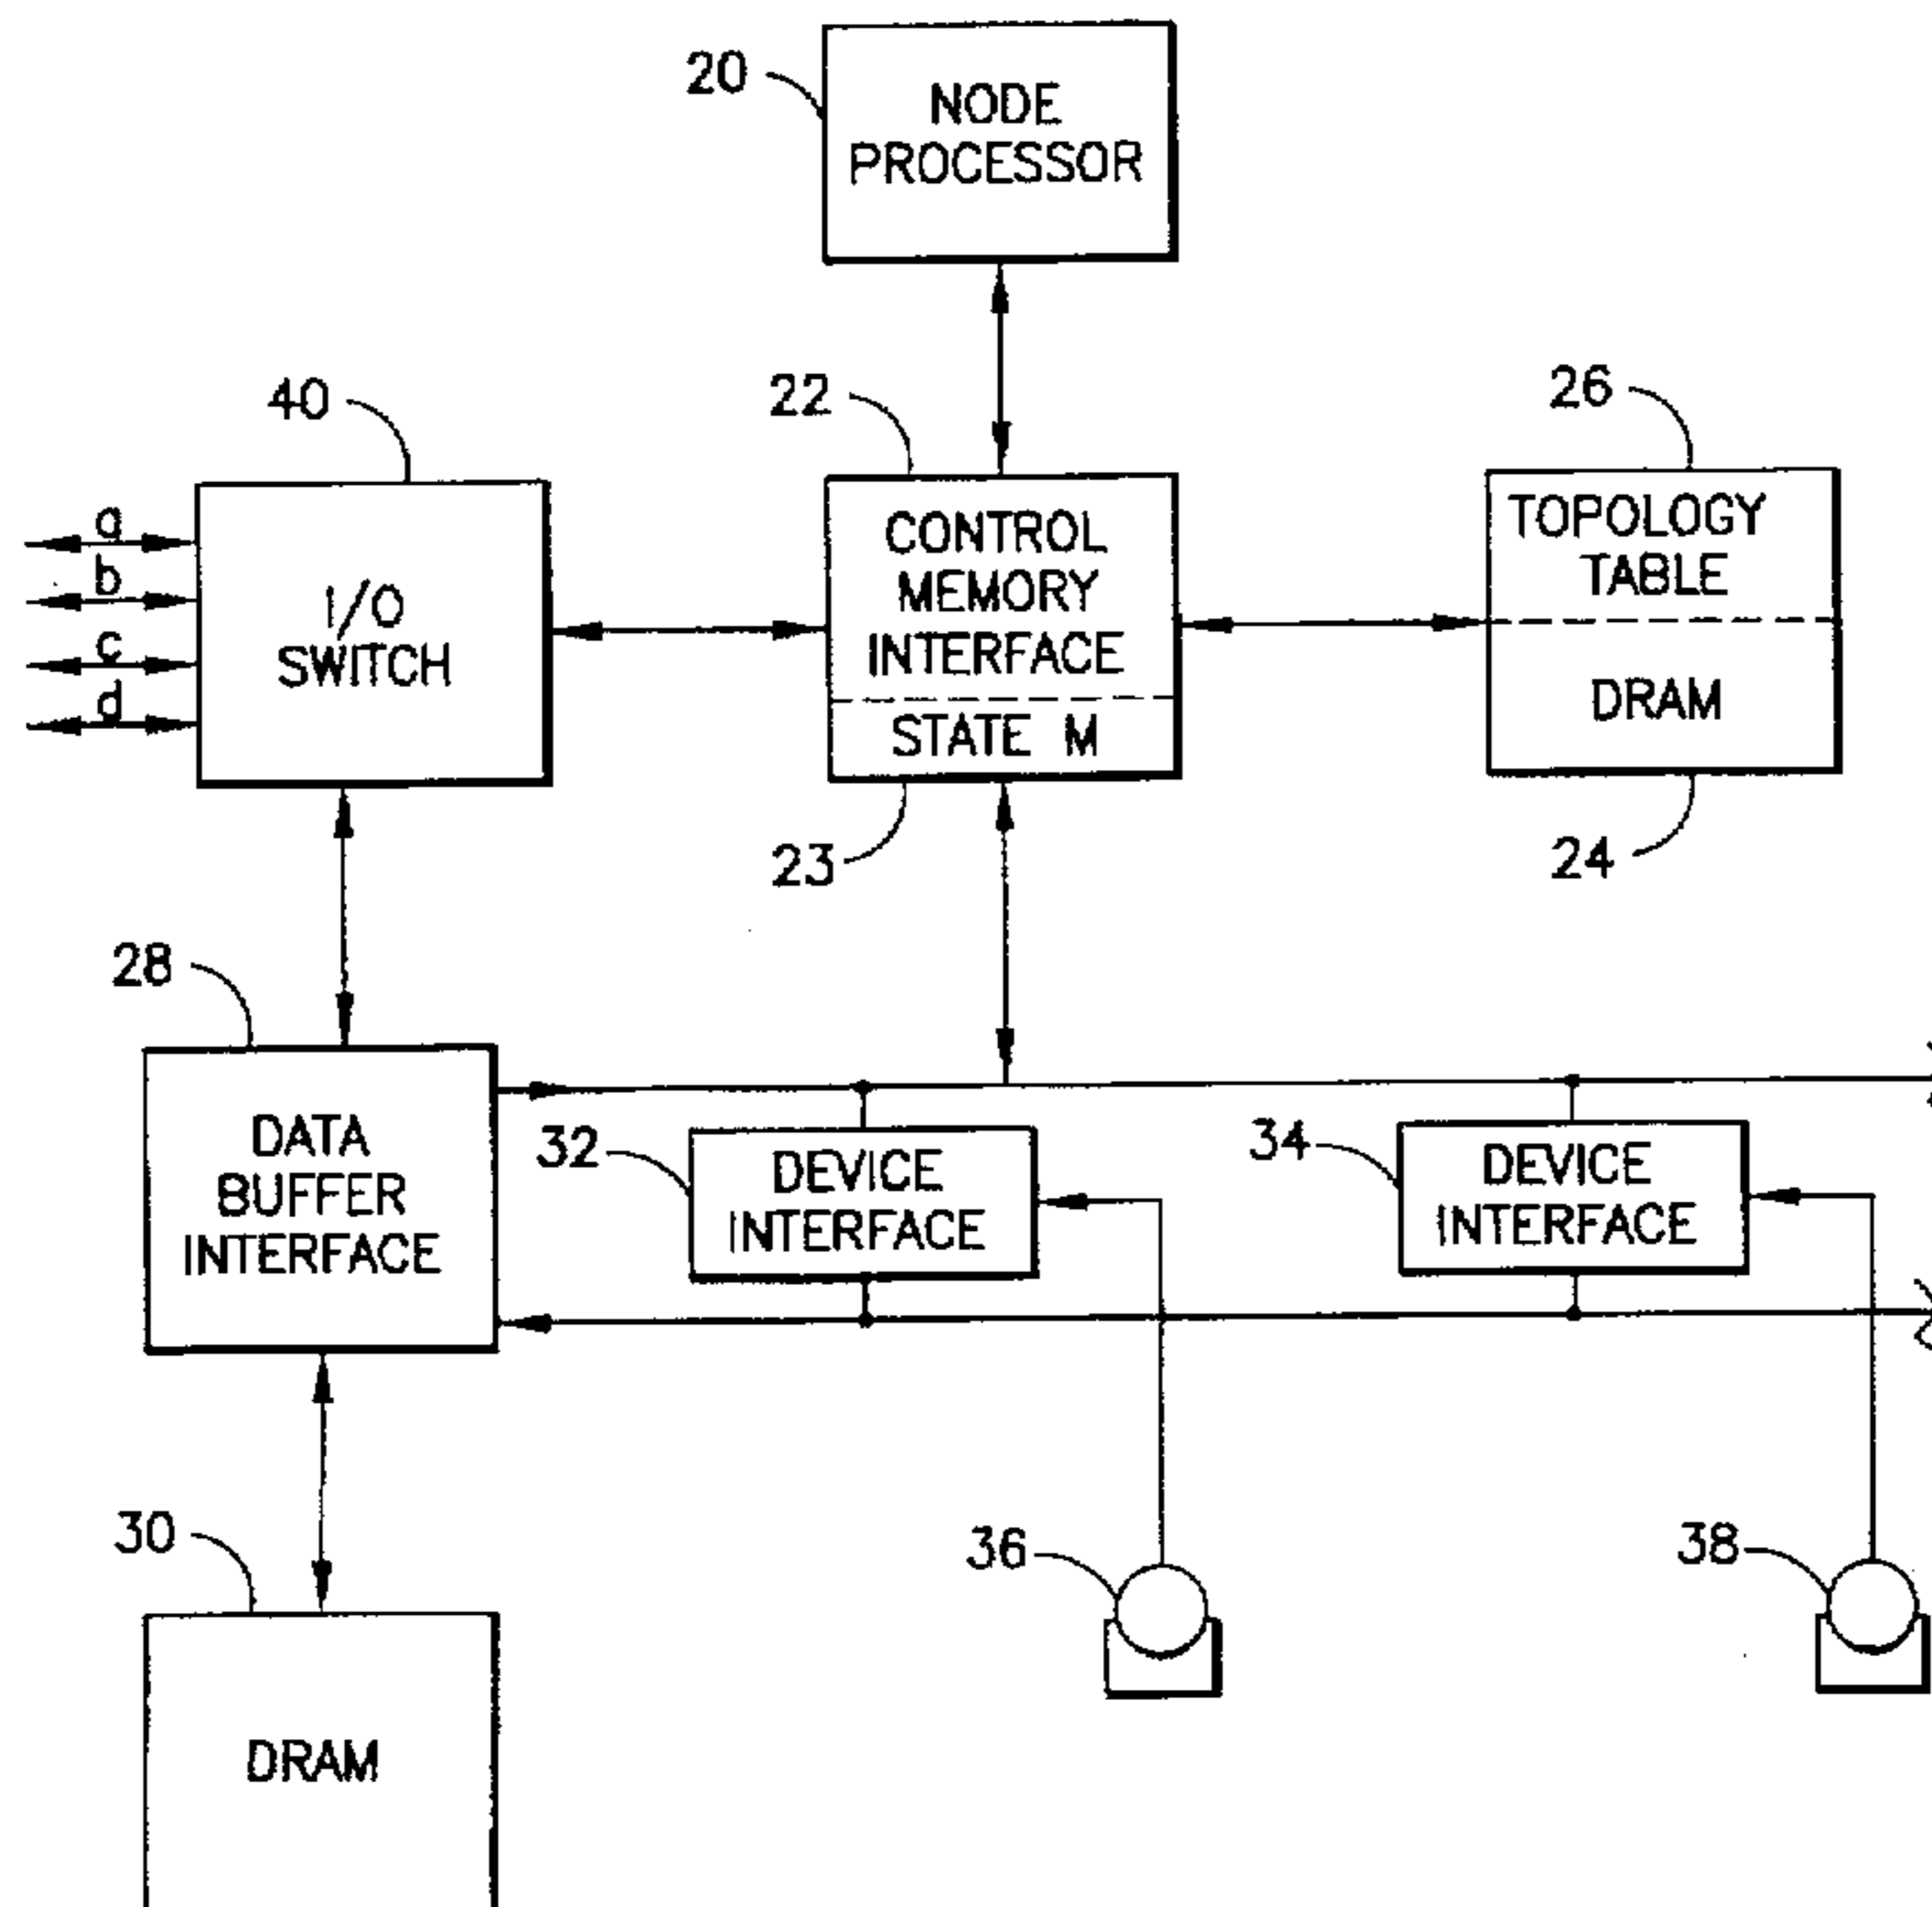 20
NODE
PROCESSOR
40
22
26
a
b
c
d
I/O
SWITCH
CONTROL
MEMORY
INTERFACE
STATE M
TOPOLOGY
TABLE
DRAM
23
24
28
DATA
BUFFER
INTERFACE
32
DEVICE
INTERFACE
34
DEVICE
INTERFACE
30
36
38
DRAM